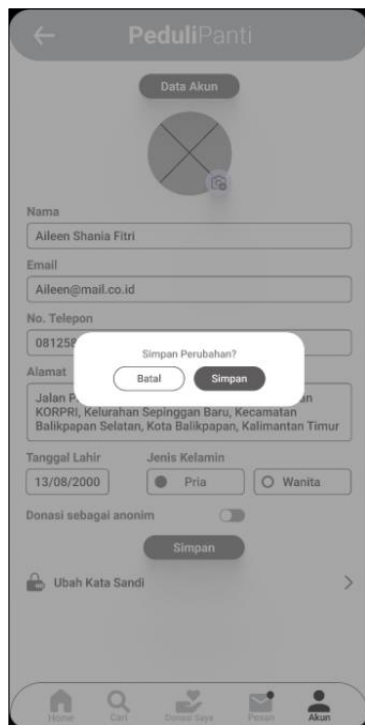 PeduliPanti
Data Akun
Nama
Aileen Shania Fitri
Email
Aileen@mail.co.id
No. Telepon
08125
Simpan Perubahan?
Batal Simpan
Alamat
Jalan
KORPRI, Kelurahan Sepinggan Baru, Kecamatan
Balikpapan Selatan, Kota Balikpapan, Kalimantan Timur
Tanggal Lahir Jenis Kelamin
13/08/2000 Pria Wanita
Donasi sebagai anonim
Simpan
Ubah Kata Sandi
Home Cari Donasi Saya Pesan Akun